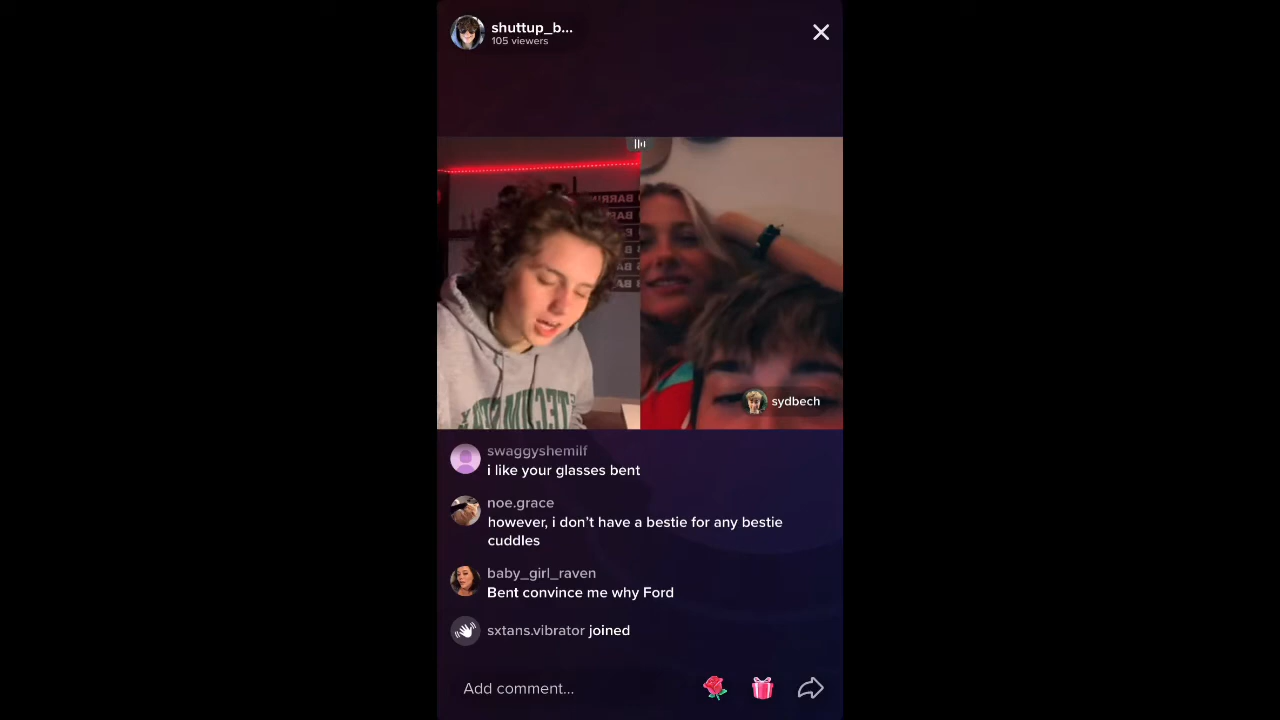 shuttup_b...
105 viewers
sydbech
swaggyshemilf
i like your glasses bent
noe.grace
however, i don't have a bestie for any bestie
cuddles
baby_girl_raven
Bent convince me why Ford
sxtans.vibrator joined
Add comment...